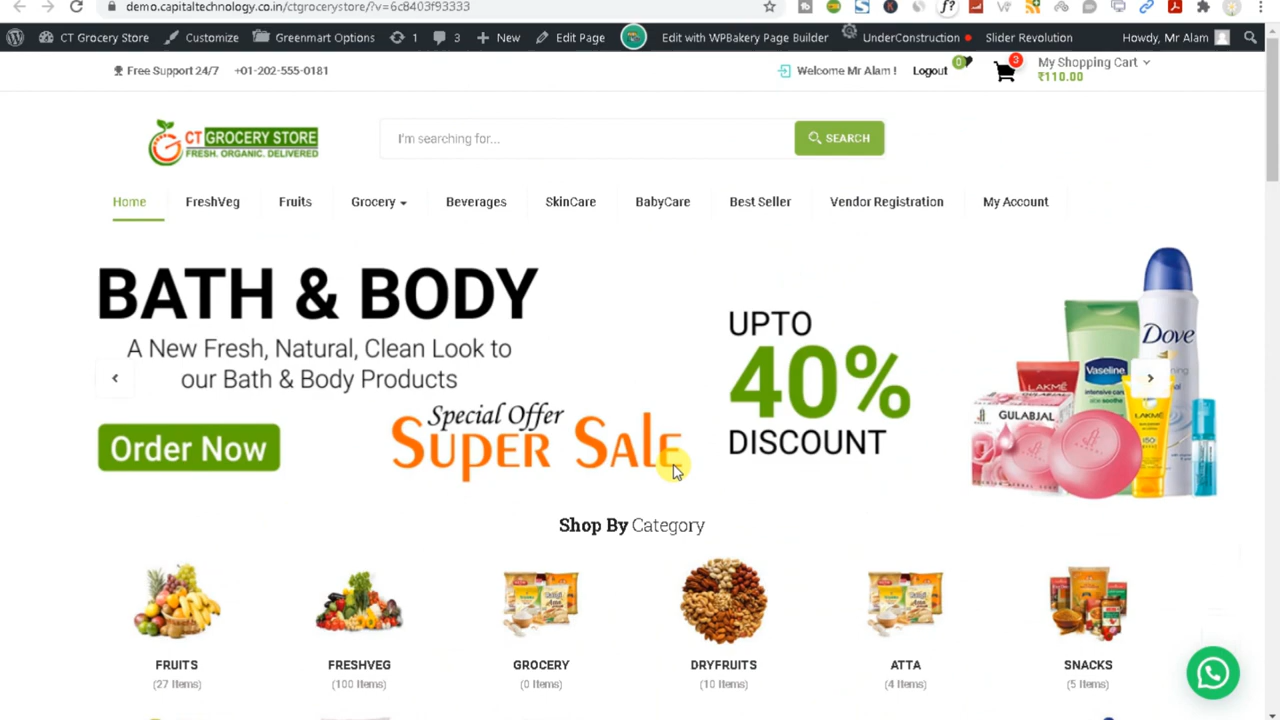 demo.capitaltechnology.co.in/ctgrocerystore/?v=6c8403f93333
CT Grocery Store Customize Greenmart Options 1 3 New Edit Page Edit with WPBakery Page Builder UnderConstruction Slider Revolution Howdy, Mr Alam
Free Support 24/7 +01-202-555-0181 Welcome Mr Alam ! Logout 0 3 My Shopping Cart
₹110.00
CT GROCERY STORE
FRESH. ORGANIC. DELIVERED
I'm searching for... SEARCH
Home FreshVeg Fruits Grocery Beverages SkinCare BabyCare Best Seller Vendor Registration My Account
BATH & BODY
A New Fresh, Natural, Clean Look to
our Bath & Body Products
Order Now
Special Offer
Super Sale
UPTO
40%
DISCOUNT
Dove
Vaseline
intensive care
aloe soothe
LAKMÉ
GULABJAL
LAKMÉ
Shop By Category
FRUITS FRESHVEG GROCERY DRYFRUITS ATTA SNACKS
(27 Items) (100 Items) (0 Items) (10 Items) (4 Items) (5 Items)